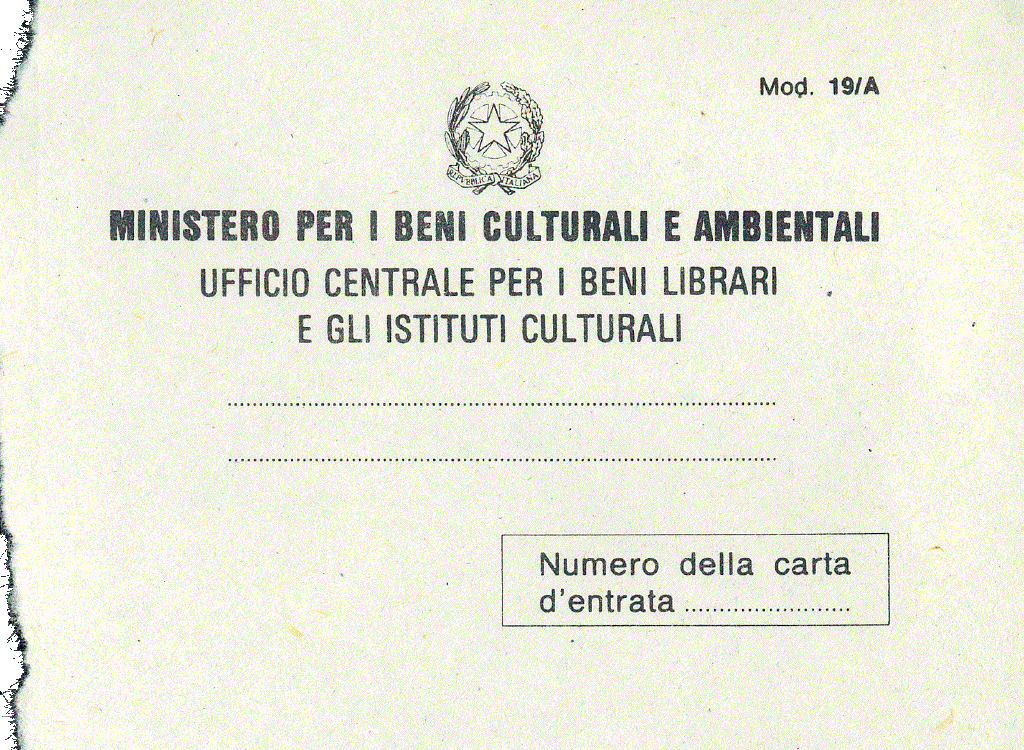 Mod. 19/A
REPVBBLICA ITALIANA
MINISTERO PER I BENI CULTURALI E AMBIENTALI
UFFICIO CENTRALE PER I BENI LIBRARI
E GLI ISTITUTI CULTURALI
Numero della carta
d'entrata ........................